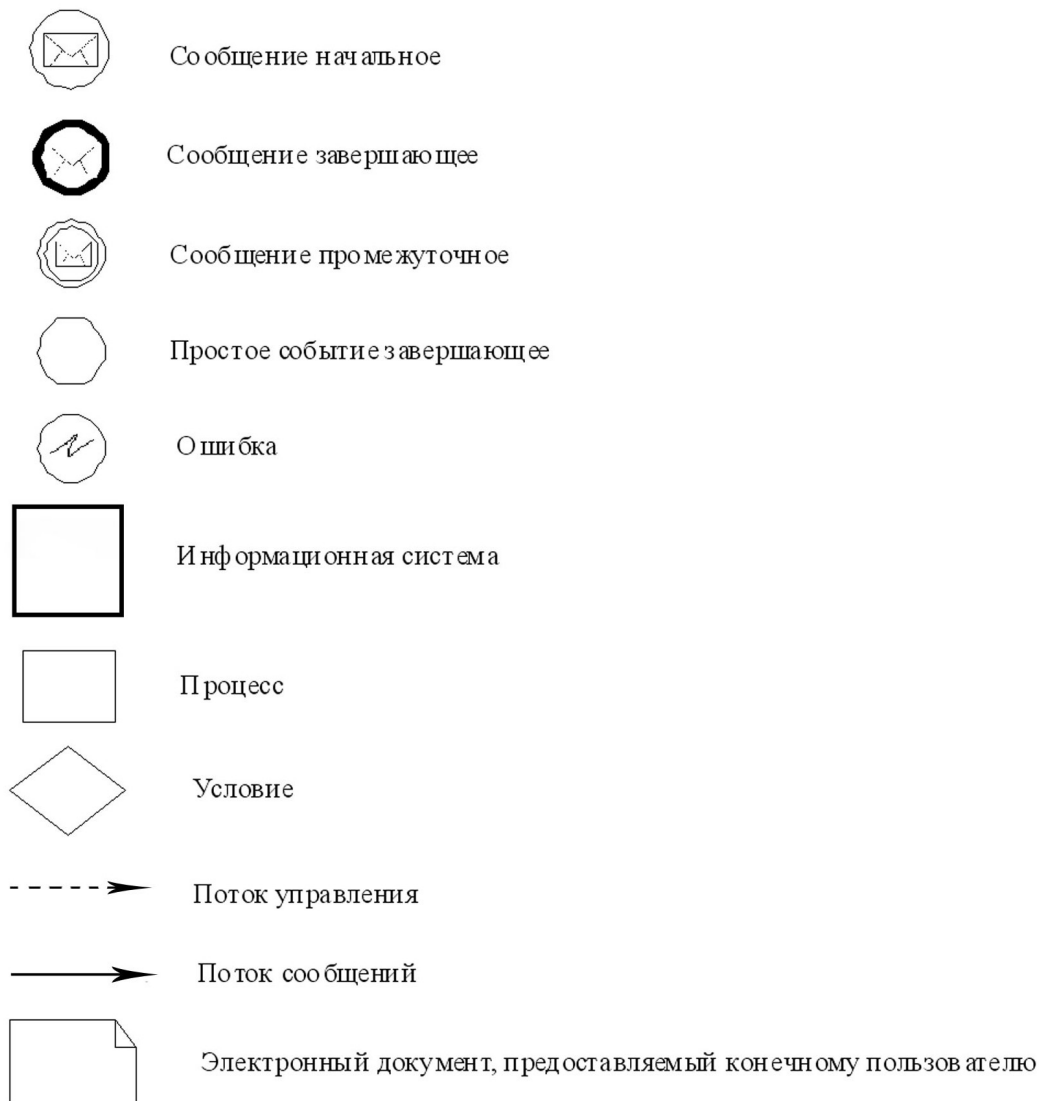 Сообщение начальное
Сообщение завершающее
Сообщение промежуточное
Простое событие завершающее
Ошибка
Информационная система
Процесс
Условие
Поток управления
Поток сообщений
Электронный документ, предоставляемый конечному пользователю